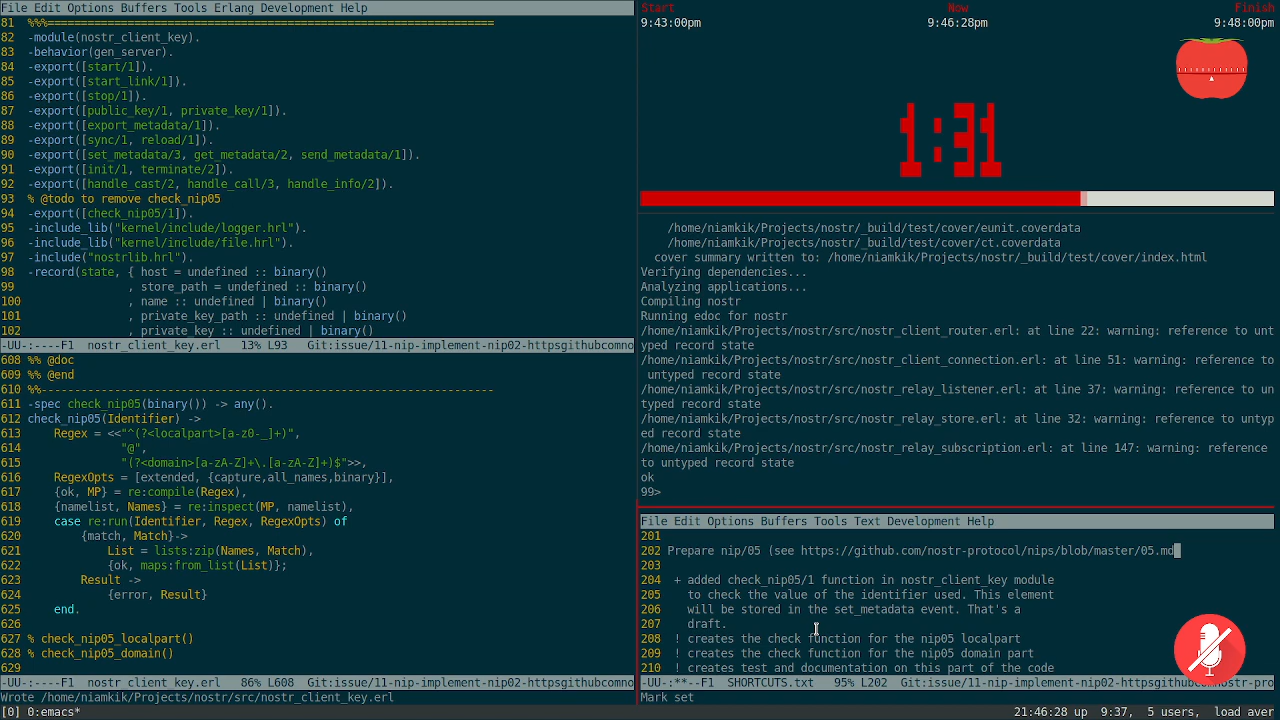 File Edit Options Buffers Tools Erlang Development Help
81 %%%===================================================================
82 -module(nostr_client_key).
83 -behavior(gen_server).
84 -export([start/1]).
85 -export([start_link/1]).
86 -export([stop/1]).
87 -export([public_key/1, private_key/1]).
88 -export([export_metadata/1]).
89 -export([sync/1, reload/1]).
90 -export([set_metadata/3, get_metadata/2, send_metadata/1]).
91 -export([init/1, terminate/2]).
92 -export([handle_cast/2, handle_call/3, handle_info/2]).
93 % @todo to remove check_nip05
94 -export([check_nip05/1]).
95 -include_lib("kernel/include/logger.hrl").
96 -include_lib("kernel/include/file.hrl").
97 -include("nostrlib.hrl").
98 -record(state, { host = undefined :: binary()
99 , store_path = undefined :: binary()
100 , name :: undefined | binary()
101 , private_key_path :: undefined | binary()
102 , private_key :: undefined | binary()
-UU-:----F1 nostr_client_key.erl 13% L93 Git:issue/11-nip-implement-nip02-httpsgithubcomno
608 %% @doc
609 %% @end
610 %%--------------------------------------------------------------------
611 -spec check_nip05(binary()) -> any().
612 check_nip05(Identifier) ->
613 Regex = <<"^(?<localpart>[a-z0-_]+)",
614 "@",
615 "(?<domain>[a-zA-Z]+\.[a-zA-Z]+)$">>,
616 RegexOpts = [extended, {capture,all_names,binary}],
617 {ok, MP} = re:compile(Regex),
618 {namelist, Names} = re:inspect(MP, namelist),
619 case re:run(Identifier, Regex, RegexOpts) of
620 {match, Match}->
621 List = lists:zip(Names, Match),
622 {ok, maps:from_list(List)};
623 Result ->
624 {error, Result}
625 end.
626
627 % check_nip05_localpart()
628 % check_nip05_domain()
629
-UU-:----F1 nostr_client_key.erl 86% L608 Git:issue/11-nip-implement-nip02-httpsgithubcomno
Wrote /home/niamkik/Projects/nostr/src/nostr_client_key.erl
Start Now Finish
9:43:00pm 9:46:28pm 9:48:00pm
1:31
/home/niamkik/Projects/nostr/_build/test/cover/eunit.coverdata
/home/niamkik/Projects/nostr/_build/test/cover/ct.coverdata
cover summary written to: /home/niamkik/Projects/nostr/_build/test/cover/index.html
Verifying dependencies...
Analyzing applications...
Compiling nostr
Running edoc for nostr
/home/niamkik/Projects/nostr/src/nostr_client_router.erl: at line 22: warning: reference to unt
yped record state
/home/niamkik/Projects/nostr/src/nostr_client_connection.erl: at line 51: warning: reference to
untyped record state
/home/niamkik/Projects/nostr/src/nostr_relay_listener.erl: at line 37: warning: reference to un
typed record state
/home/niamkik/Projects/nostr/src/nostr_relay_store.erl: at line 32: warning: reference to untyp
ed record state
/home/niamkik/Projects/nostr/src/nostr_relay_subscription.erl: at line 147: warning: reference
to untyped record state
ok
99>
File Edit Options Buffers Tools Text Development Help
201
202 Prepare nip/05 (see https://github.com/nostr-protocol/nips/blob/master/05.md
203
204 + added check_nip05/1 function in nostr_client_key module
205 to check the value of the identifier used. This element
206 will be stored in the set_metadata event. That's a
207 draft.
208 ! creates the check function for the nip05 localpart
209 ! creates the check function for the nip05 domain part
210 ! creates test and documentation on this part of the code
-UU-:**--F1 SHORTCUTS.txt 95% L202 Git:issue/11-nip-implement-nip02-httpsgithubcomnostr-pro
Mark set
[0] 0:emacs* 21:46:28 up 9:37, 5 users, load aver